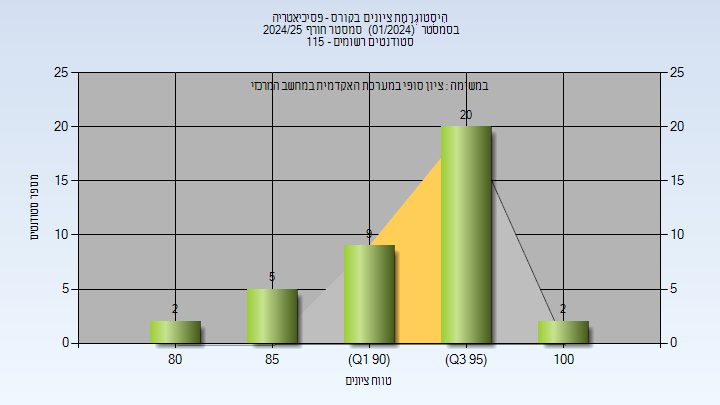 היסטוגרמת ציונים בקורס - פסיכיאטריה
בסמסטר (01/2024) סמסטר חורף 2024/25
סטודנטים רשומים - 115
במשימה : ציון סופי במערכת האקדמית במחשב המרכזי
25
20
15
10
5
0
25
20
15
10
5
0
מספר סטודנטים
2
5
9
20
2
80
85
(Q1 90)
(Q3 95)
100
טווח ציונים